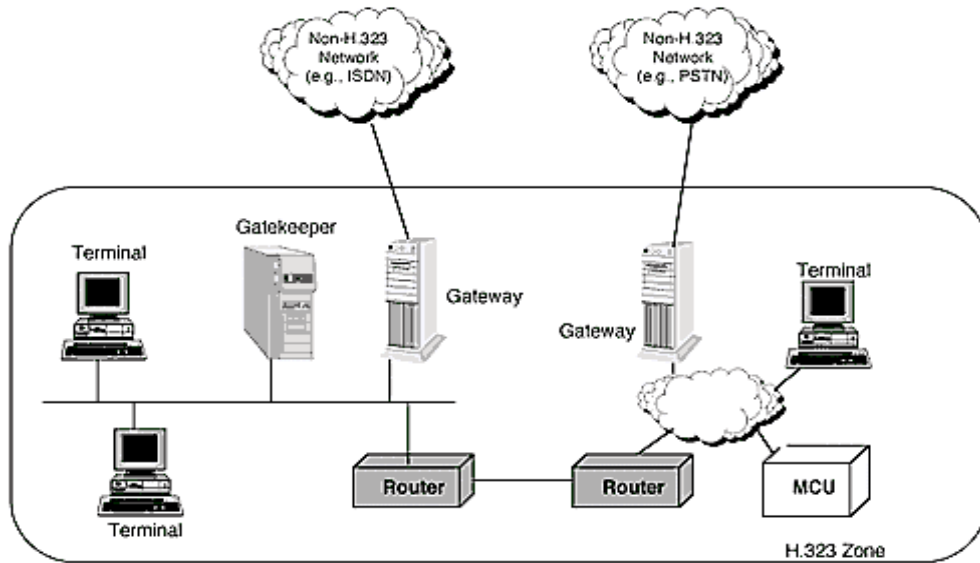 Non-H.323
Network
(e.g., ISDN)
Non-H.323
Network
(e.g., PSTN)
Gatekeeper
Terminal
Terminal
Gateway
Gateway
Router
Router
MCU
Terminal
H.323 Zone